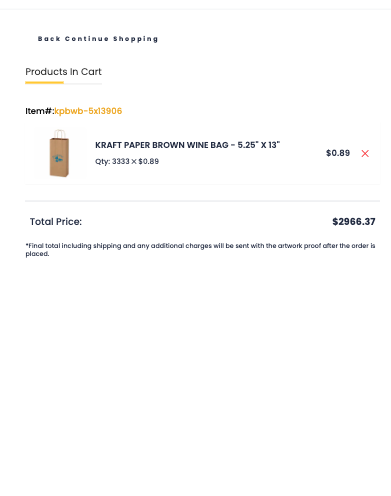 Back Continue Shopping
Products In Cart
Item#:kpbwb-5x13906
KRAFT PAPER BROWN WINE BAG - 5.25" X 13"
Qty: 3333 × $0.89
$0.89
Total Price:
$2966.37
*Final total including shipping and any additional charges will be sent with the artwork proof after the order is
placed.